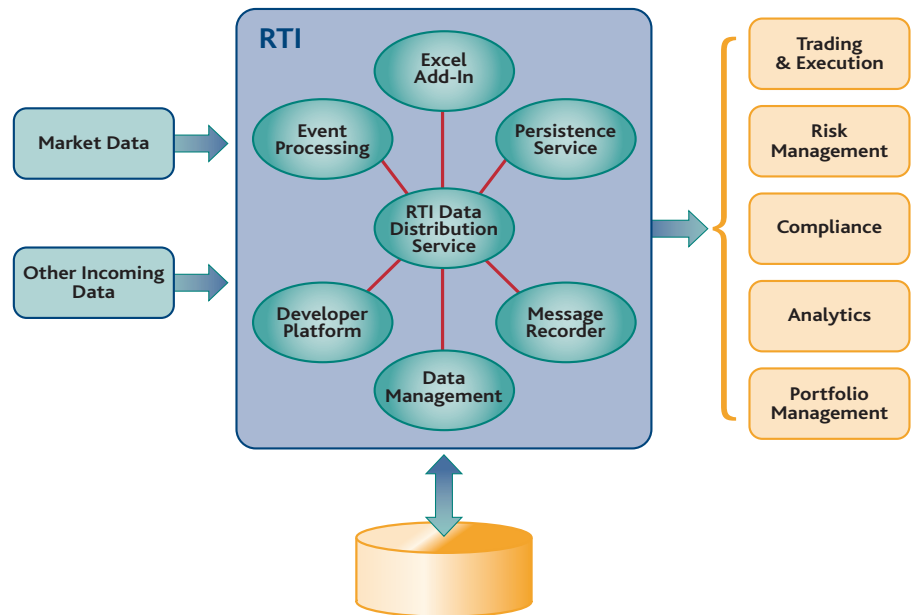 RTI
Excel
Add-In
Event
Processing
Persistence
Service
RTI Data
Distribution
Service
Developer
Platform
Message
Recorder
Data
Management
Market Data
Other Incoming
Data
Trading
& Execution
Risk
Management
Compliance
Analytics
Portfolio
Management